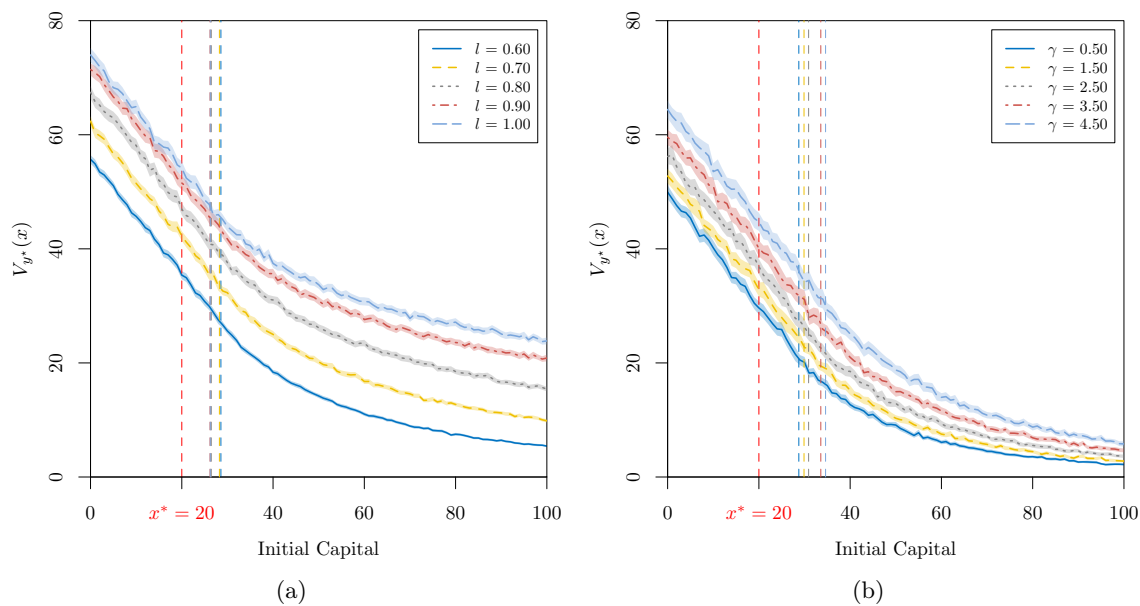 80
60
40
20
0
V_{y⋆}(x)
l = 0.60
l = 0.70
l = 0.80
l = 0.90
l = 1.00
0
x* = 20
40
60
80
100
Initial Capital
(a)
80
60
40
20
0
V_{y⋆}(x)
γ = 0.50
γ = 1.50
γ = 2.50
γ = 3.50
γ = 4.50
0
x* = 20
40
60
80
100
Initial Capital
(b)